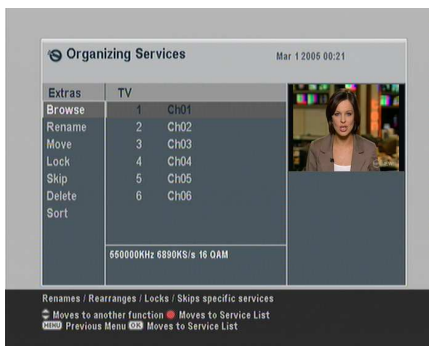 Organizing Services
Mar 1 2005 00:21
Extras TV
Browse 1 Ch01
Rename 2 Ch02
Move 3 Ch03
Lock 4 Ch04
Skip 5 Ch05
Delete 6 Ch06
Sort
550000KHz 6890KS/s 16 QAM
Renames / Rearranges / Locks / Skips specific services
Moves to another function Moves to Service List
MENU Previous Menu OK Moves to Service List